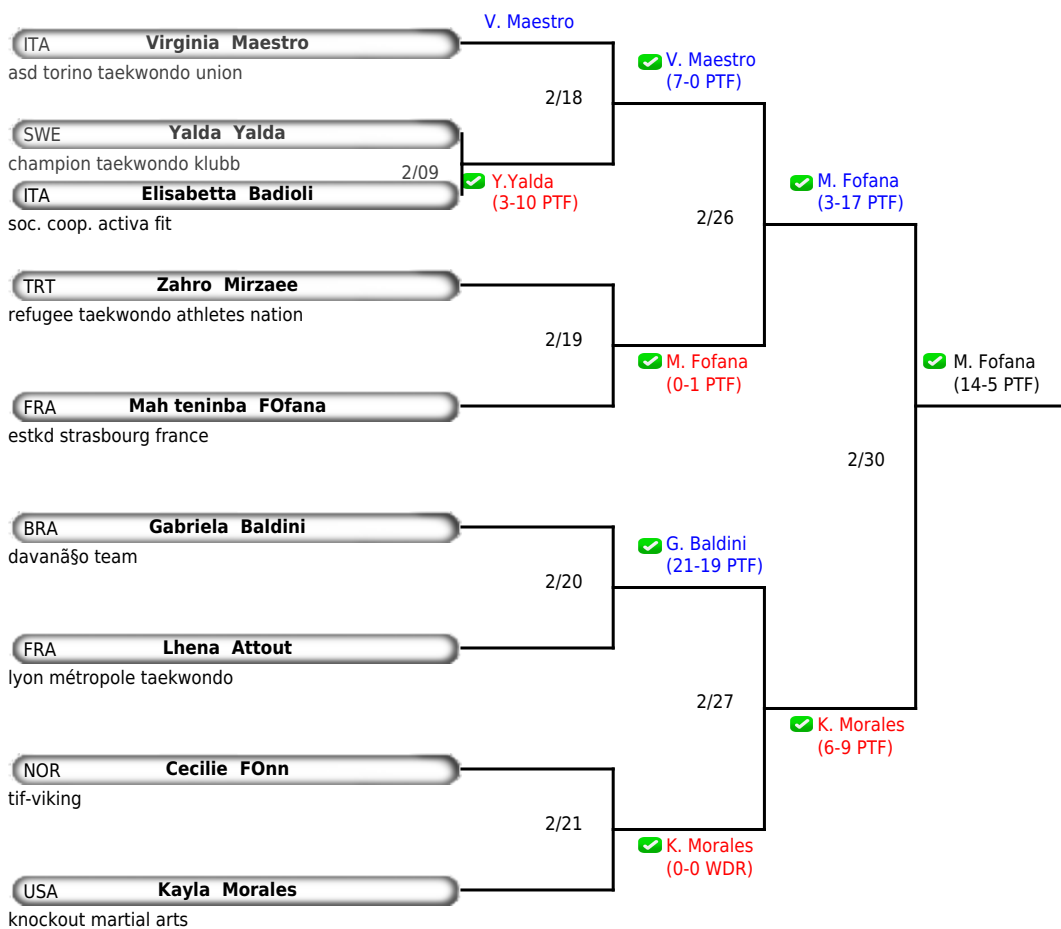 V. Maestro
ITA Virginia Maestro
asd torino taekwondo union
V. Maestro
(7-0 PTF)
2/18
SWE Yalda Yalda
champion taekwondo klubb
2/09
Y.Yalda
(3-10 PTF)
ITA Elisabetta Badioli
soc. coop. activa fit
M. Fofana
(3-17 PTF)
2/26
TRT Zahro Mirzaee
refugee taekwondo athletes nation
2/19
M. Fofana
(0-1 PTF)
M. Fofana
(14-5 PTF)
FRA Mah teninba FOfana
estkd strasbourg france
2/30
BRA Gabriela Baldini
davanã§o team
G. Baldini
(21-19 PTF)
2/20
FRA Lhena Attout
lyon métropole taekwondo
2/27
K. Morales
(6-9 PTF)
NOR Cecilie FOnn
tif-viking
2/21
K. Morales
(0-0 WDR)
USA Kayla Morales
knockout martial arts